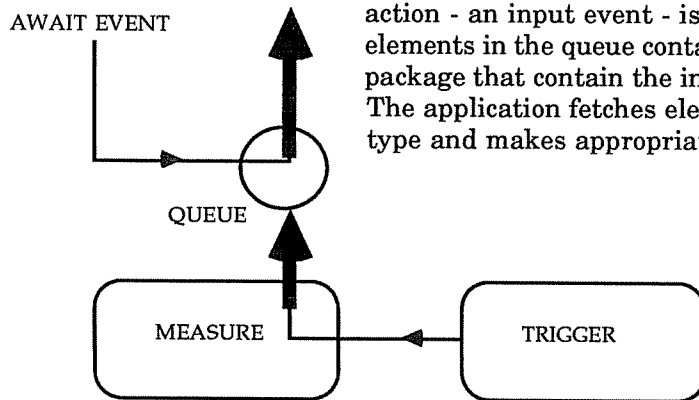 AWAIT EVENT
action - an input event - is
elements in the queue conta
package that contain the in
The application fetches ele
type and makes appropria
QUEUE
MEASURE
TRIGGER